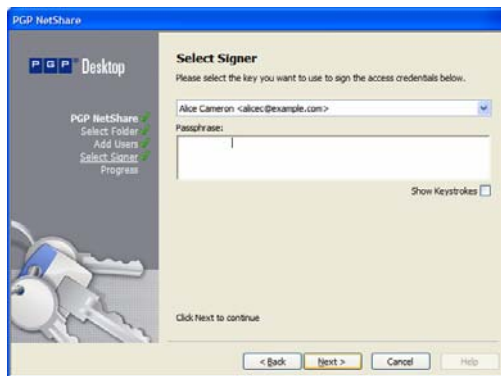 PGP NetShare
PGP Desktop
PGP NetShare
Select Folder
Add Users
Select Signer
Progress
Select Signer
Please select the key you want to use to sign the access credentials below.
Alice Cameron <alicec@example.com>
Passphrase:
Show Keystrokes
Click Next to continue
< Back
Next >
Cancel
Help